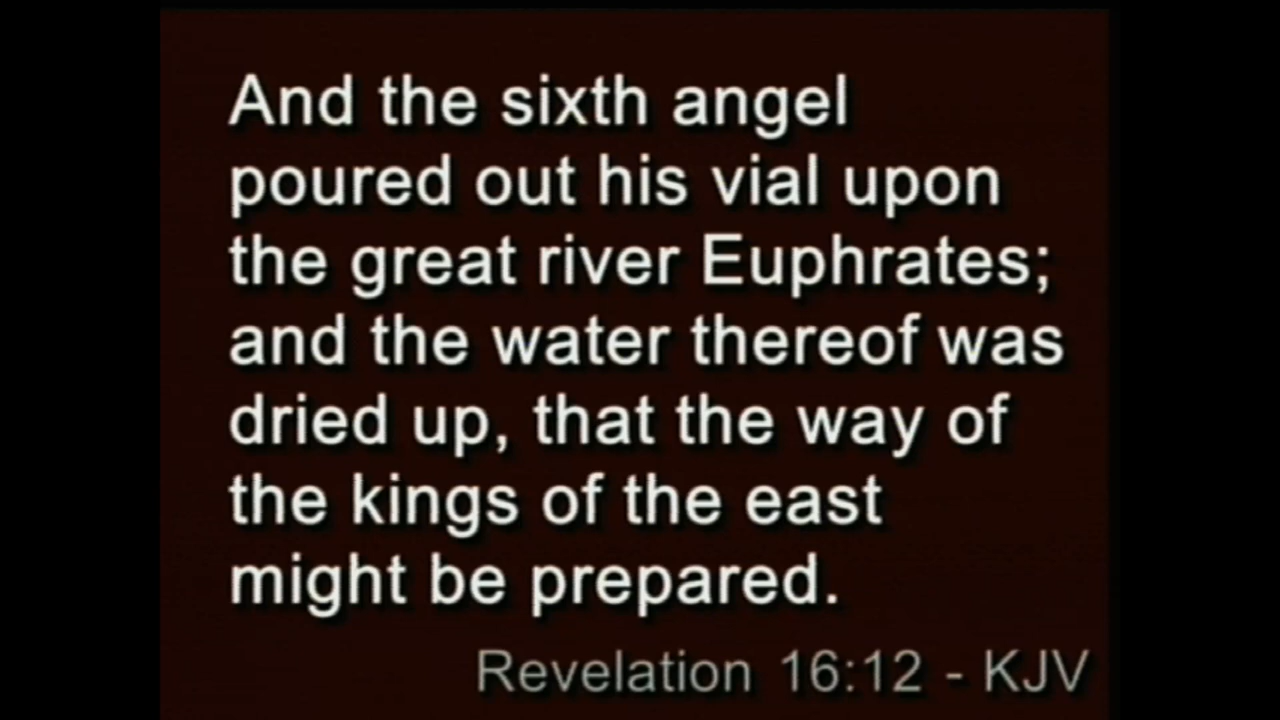 And the sixth angel
poured out his vial upon
the great river Euphrates;
and the water thereof was
dried up, that the way of
the kings of the east
might be prepared.
Revelation 16:12 - KJV